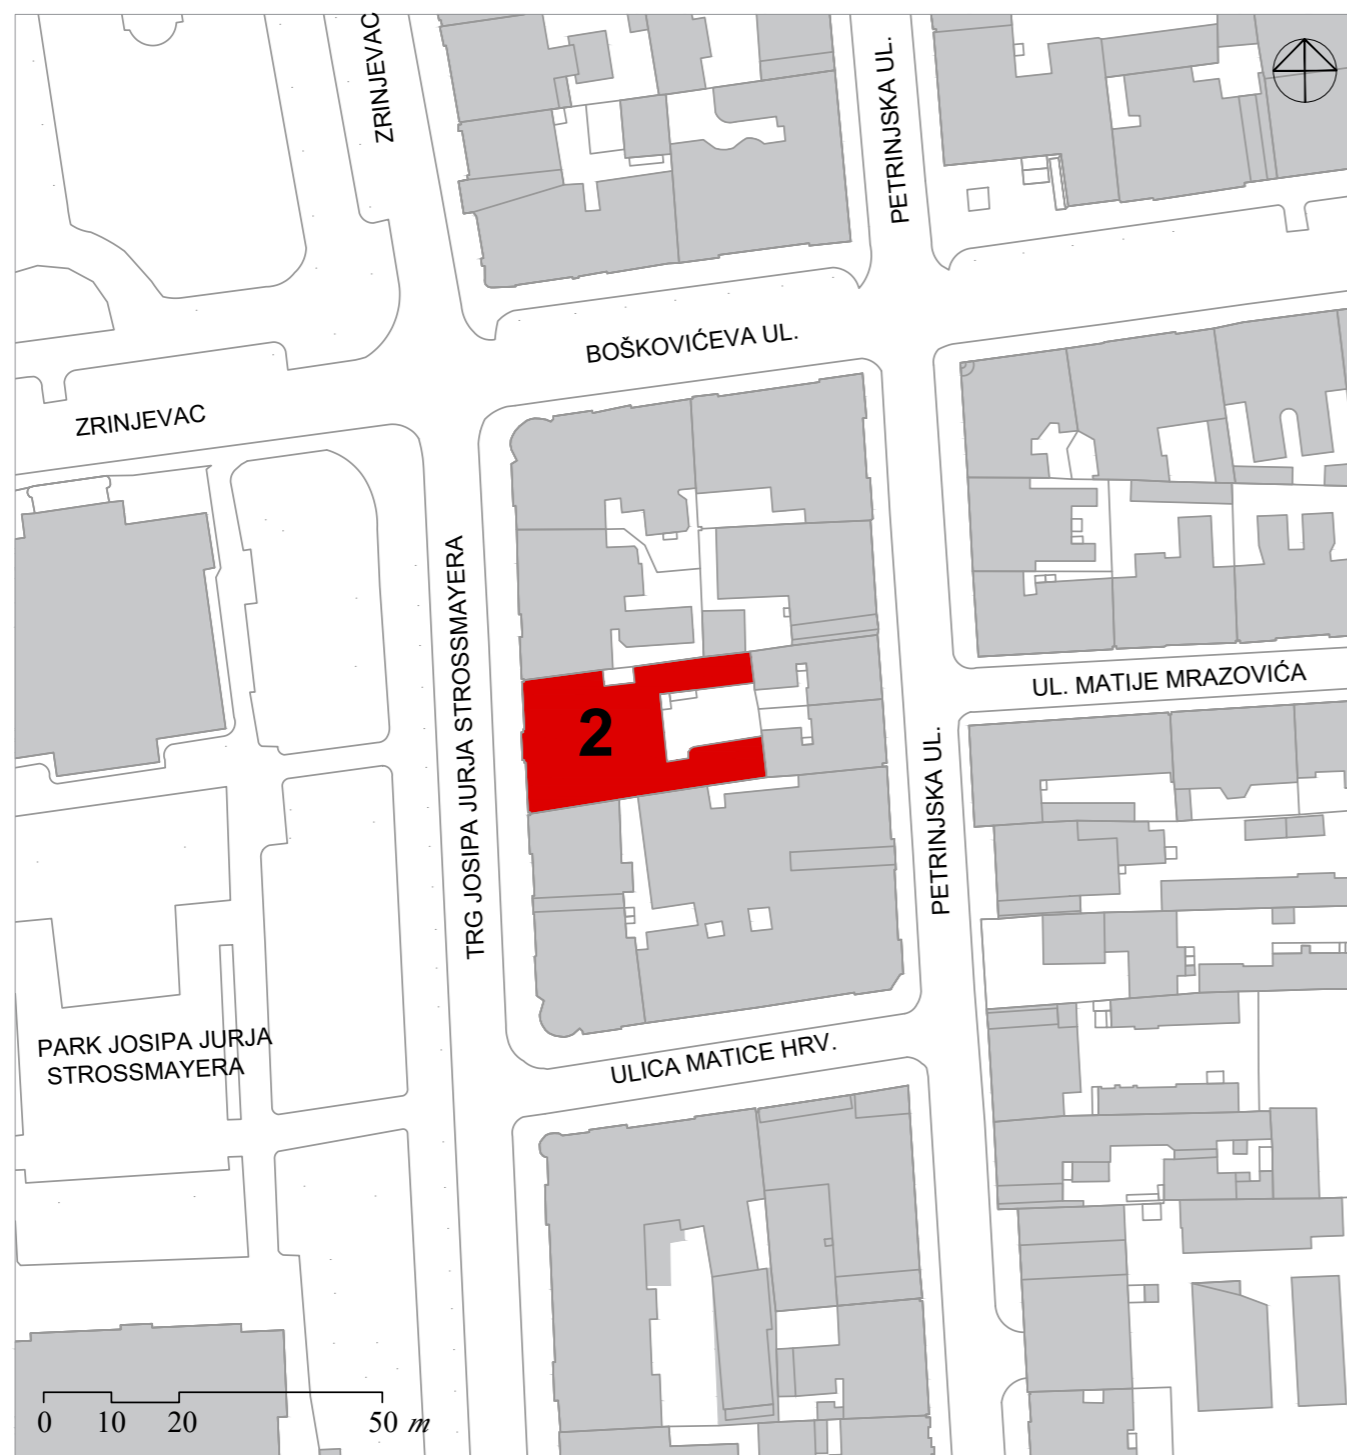 ZRINJEVAC
PETRINJSKA UL.
BOŠKOVIĆEVA UL.
ZRINJEVAC
TRG JOSIPA JURJA STROSSMAYERA
UL. MATIJE MRAZOVIĆA
2
PETRINJSKA UL.
PARK JOSIPA JURJA
STROSSMAYERA
ULICA MATICE HRV.
0 10 20 50 m